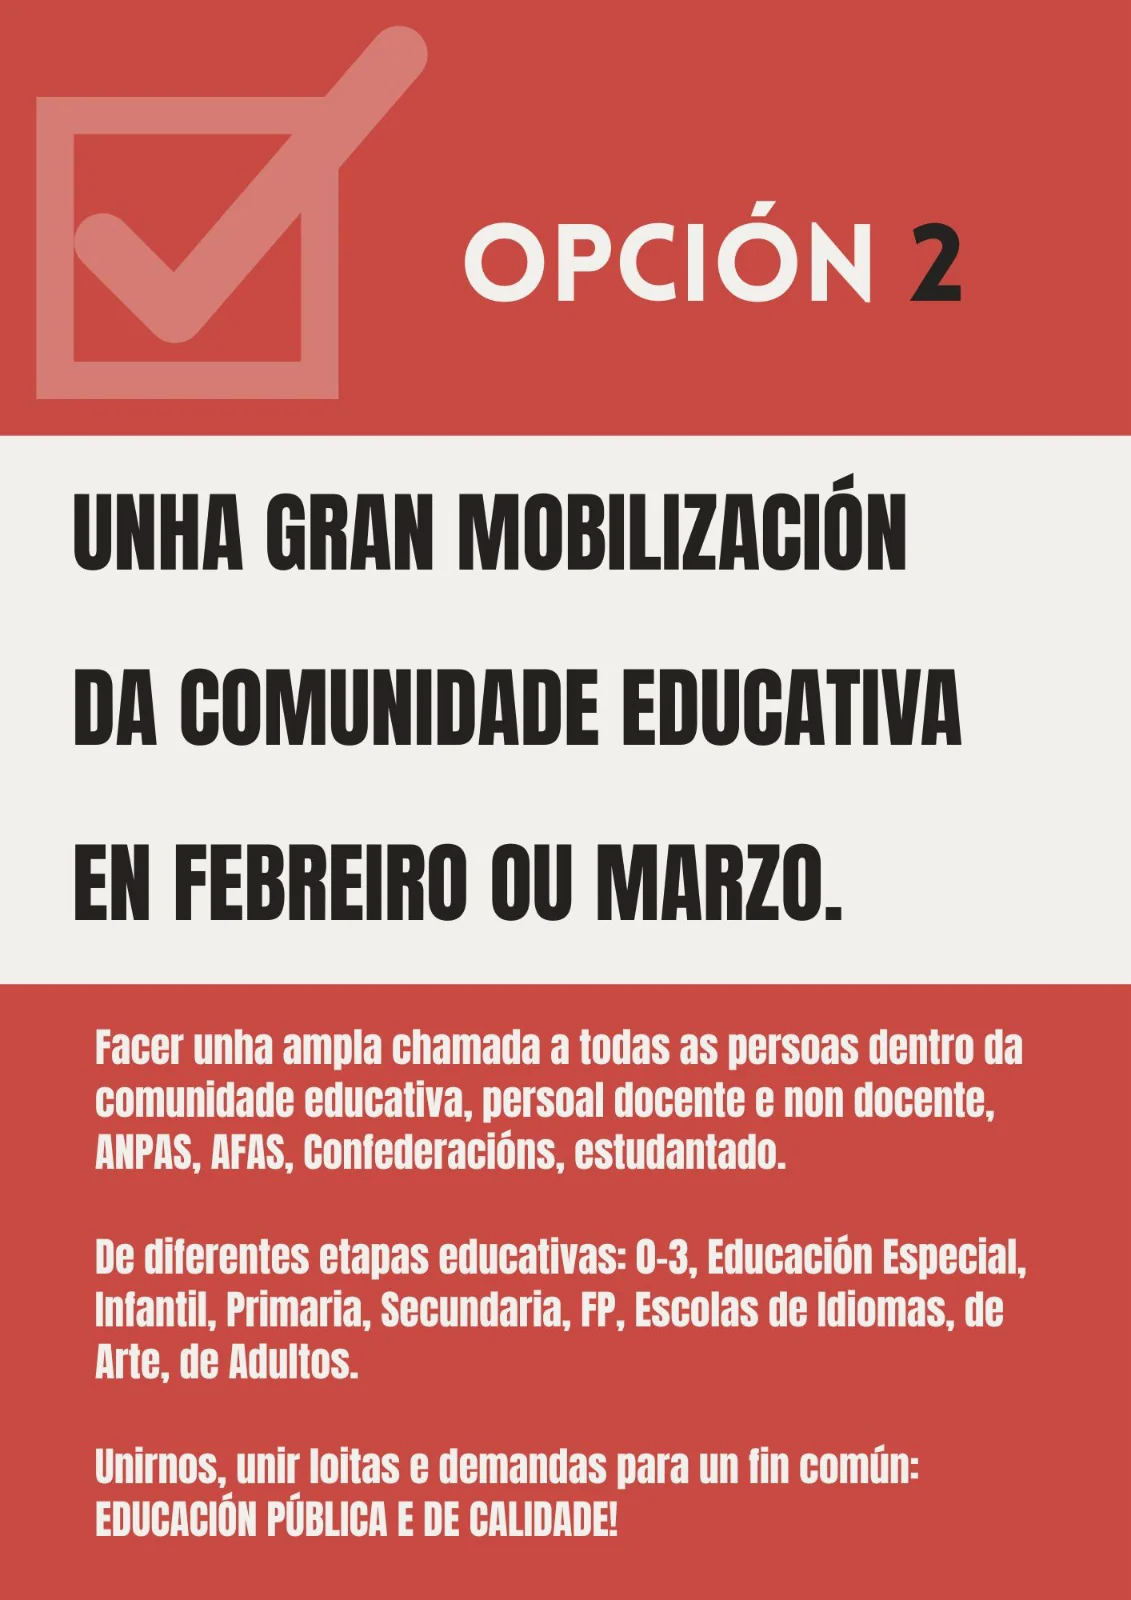 OPCIÓN 2
UNHA GRAN MOBILIZACIÓN
DA COMUNIDADE EDUCATIVA
EN FEBREIRO OU MARZO.
Facer unha ampla chamada a todas as persoas dentro da
comunidade educativa, persoal docente e non docente,
ANPAS, AFAS, Confederacións, estudantado.
De diferentes etapas educativas: 0-3, Educación Especial,
Infantil, Primaria, Secundaria, FP, Escolas de Idiomas, de
Arte, de Adultos.
Unirnos, unir loitas e demandas para un fin común:
EDUCACIÓN PÚBLICA E DE CALIDADE!